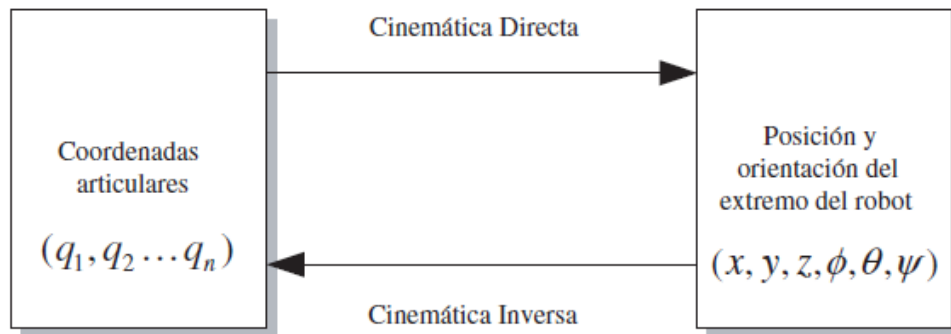 Cinemática Directa
Coordenadas
articulares
(q₁, q₂ … qₙ)
Posición y
orientación del
extremo del robot
(x, y, z, ϕ, θ, ψ)
Cinemática Inversa